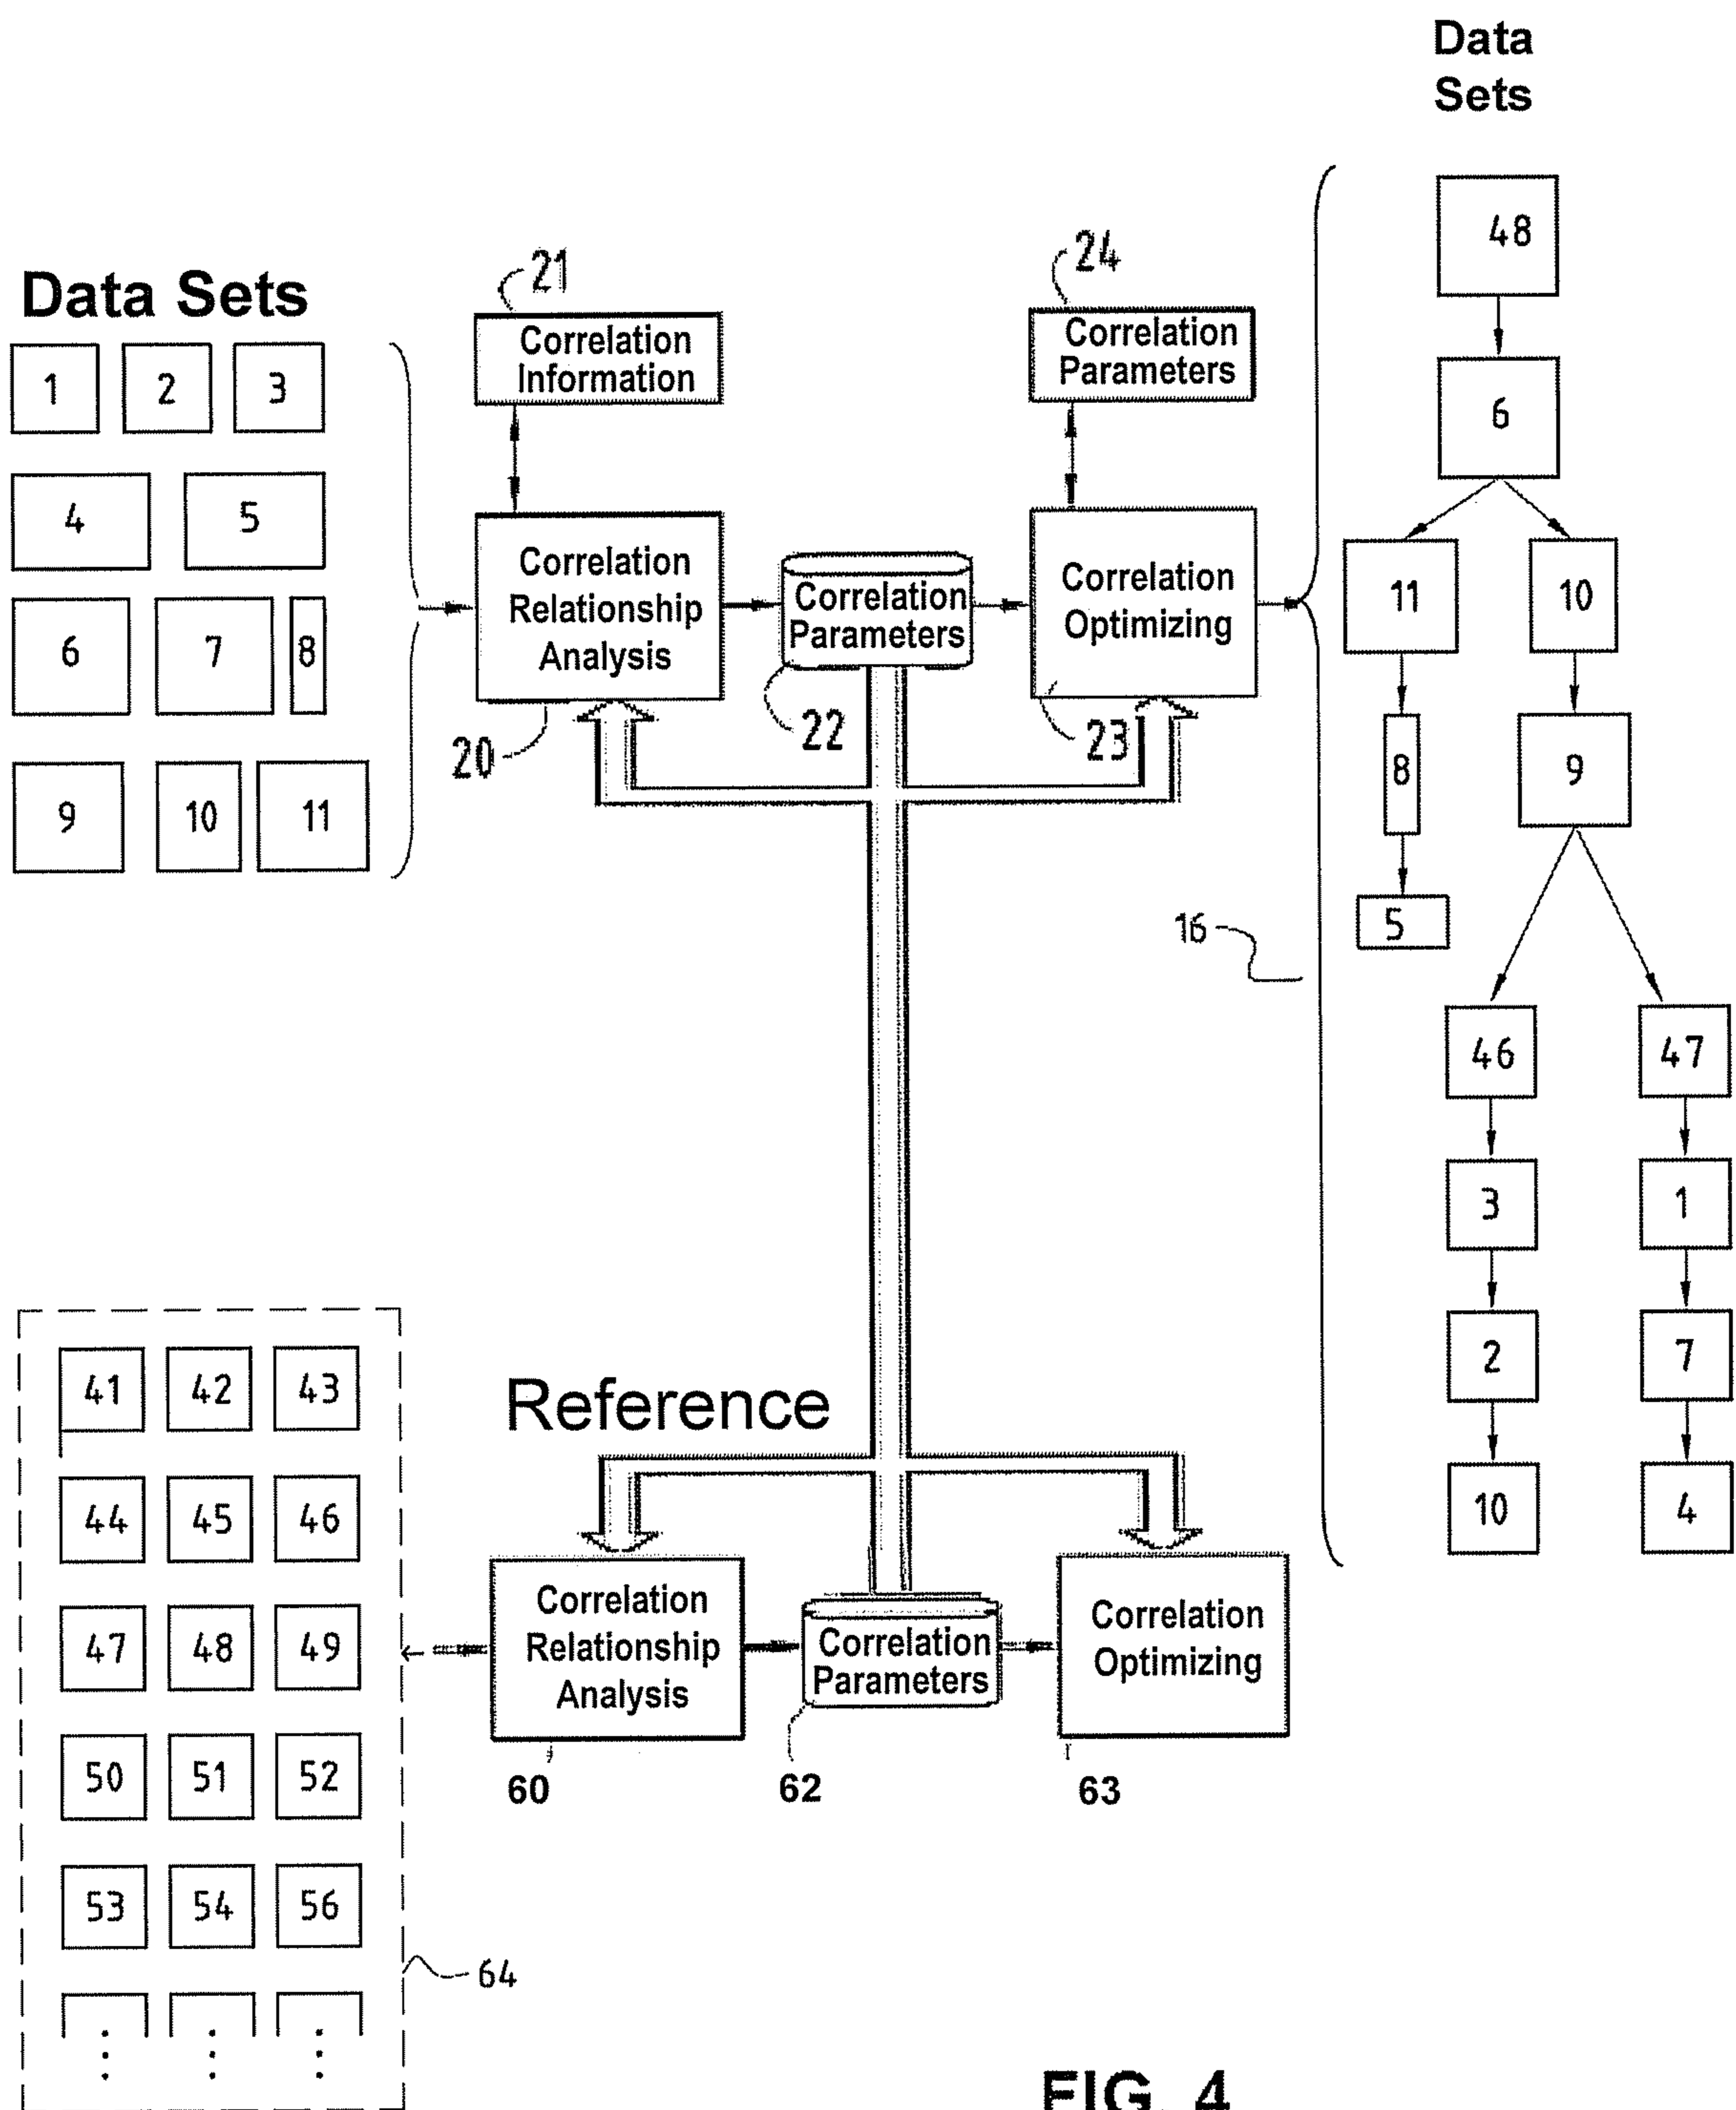 Data
Sets
48
6
11
10
8
9
5
16
46
47
3
1
2
7
10
4
Data Sets
1 2 3
4 5
6 7 8
9 10 11
21
Correlation
Information
24
Correlation
Parameters
Correlation
Relationship
Analysis
20
Correlation
Parameters
22
Correlation
Optimizing
23
Reference
41 42 43
44 45 46
47 48 49
50 51 52
53 54 56
64
Correlation
Relationship
Analysis
60
Correlation
Parameters
62
Correlation
Optimizing
63
FIG. 4